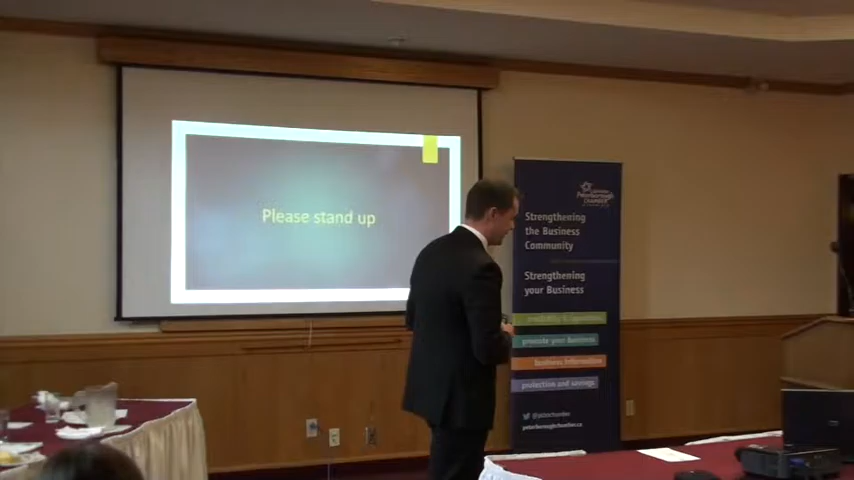 Please stand up
Peterborough
CHAMBER
Strengthening
the Business
Community
Strengthening
your Business
promote your business
business information
protection and savings
peterboroughchamber.ca